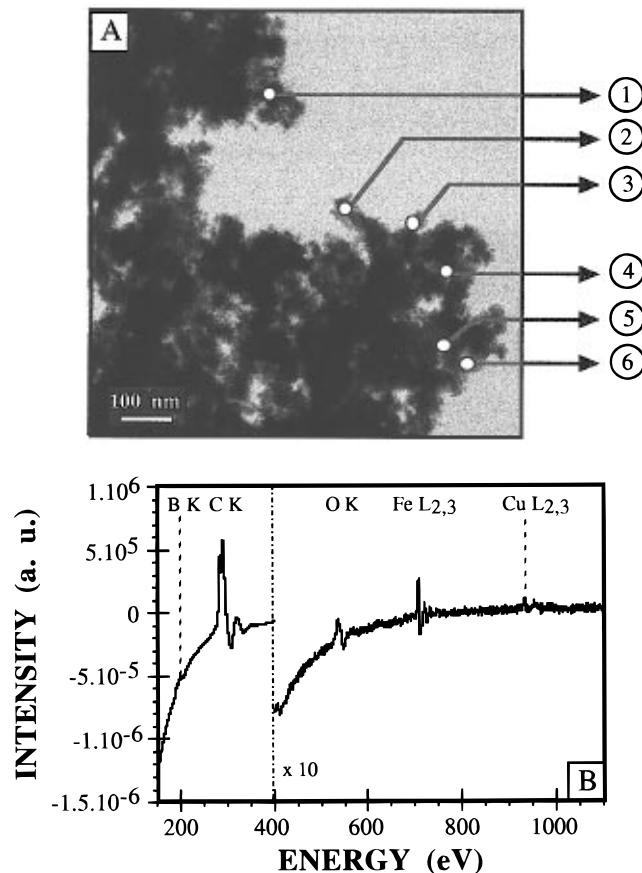 A
1
2
3
4
5
6
100 nm
B K C K O K Fe L2,3 Cu L2,3
1.10⁶
5.10⁵
0
-5.10⁻⁵
-1.10⁻⁶
-1.5.10⁻⁶
x 10
B
200 400 600 800 1000
INTENSITY (a. u.)
ENERGY (eV)